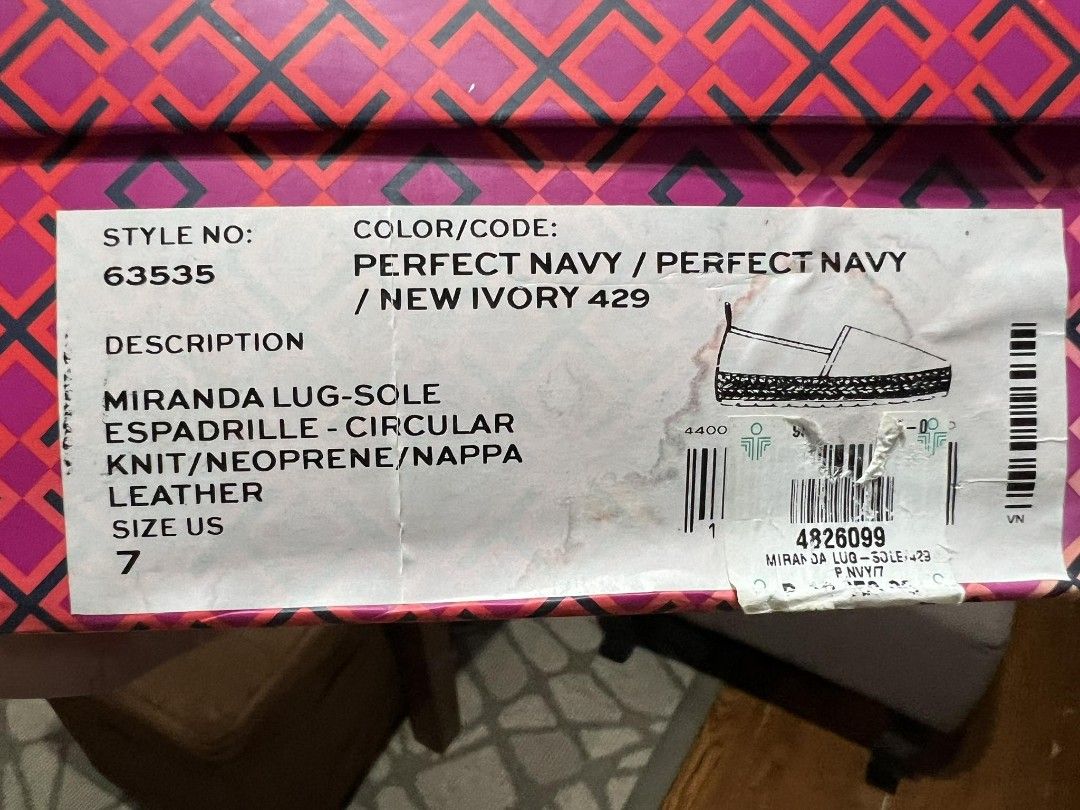 STYLE NO:
63535
COLOR/CODE:
PERFECT NAVY / PERFECT NAVY
/ NEW IVORY 429
DESCRIPTION
MIRANDA LUG-SOLE
ESPADRILLE - CIRCULAR
KNIT/NEOPRENE/NAPPA
LEATHER
SIZE US
7
4400
1
4826099
MIRANDA LUG-SOLE/429
P.NVY/7
VN